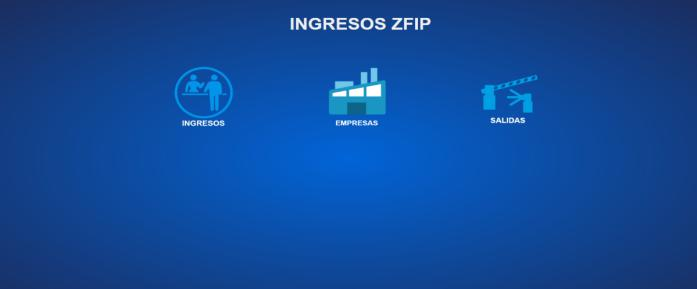 INGRESOS ZFIP
INGRESOS
EMPRESAS
SALIDAS